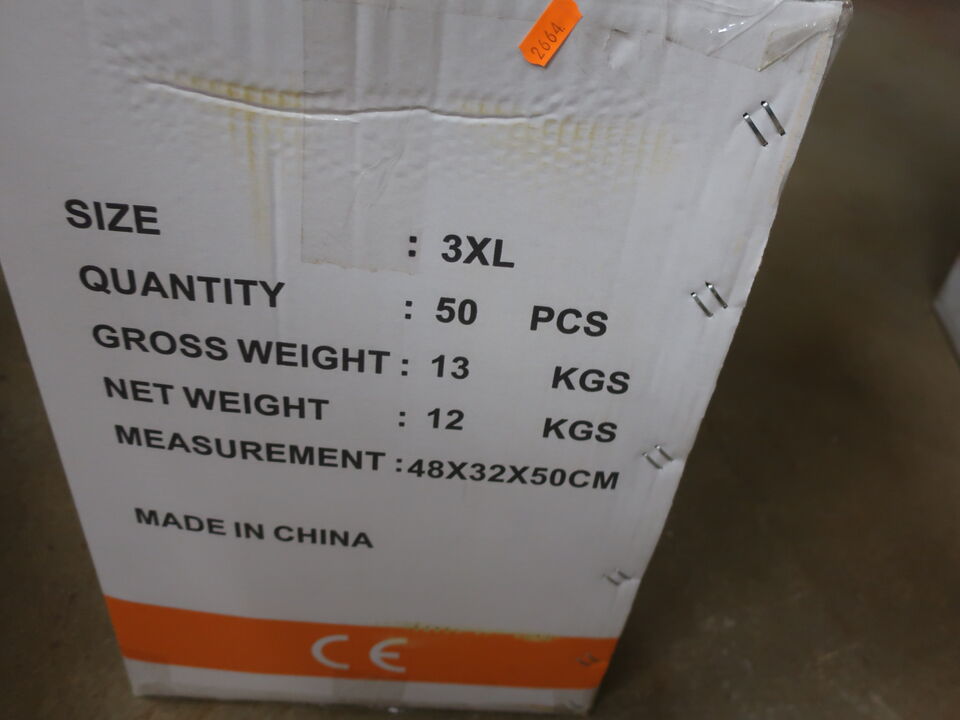 2664
SIZE : 3XL
QUANTITY : 50 PCS
GROSS WEIGHT : 13 KGS
NET WEIGHT : 12 KGS
MEASUREMENT : 48X32X50CM
MADE IN CHINA
CE